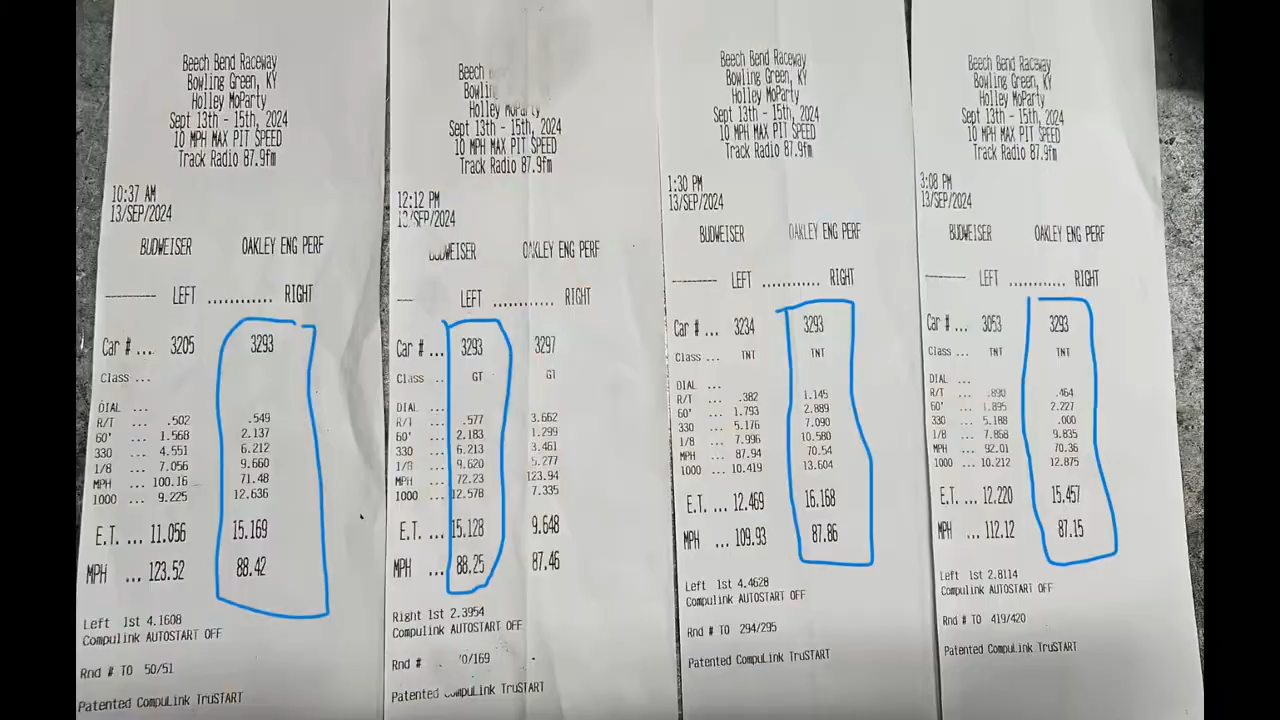 Beech Bend Raceway
Bowling Green, KY
Holley MoParty
Sept 13th - 15th, 2024
10 MPH MAX PIT SPEED
Track Radio 87.9fm
10:37 AM
13/SEP/2024
BUDWEISER OAKLEY ENG PERF
---------- LEFT ............ RIGHT
Car # ... 3205 3293
Class ...
DIAL ...
R/T ... .502 .549
60' ... 1.568 2.137
330 ... 4.551 6.212
1/8 ... 7.056 9.660
MPH ... 100.16 71.48
1000 ... 9.225 12.636
E.T. ... 11.056 15.169
MPH ... 123.52 88.42
Left 1st 4.1608
Compulink AUTOSTART OFF
Rnd # TO 50/51
Patented CompuLink TruSTART
Beech
Bowling
Holley MoParty
Sept 13th - 15th, 2024
10 MPH MAX PIT SPEED
Track Radio 87.9fm
12:12 PM
13/SEP/2024
BUDWEISER OAKLEY ENG PERF
--- LEFT ............ RIGHT
Car # ... 3293 3297
Class ... GT GT
DIAL ...
R/T ... .577 3.662
60' ... 2.183 1.299
330 ... 6.213 3.461
1/8 ... 9.620 5.277
MPH ... 72.23 123.94
1000 ... 12.578 7.335
E.T. ... 15.128 9.648
MPH ... 88.25 87.46
Right 1st 2.3954
Compulink AUTOSTART OFF
Rnd # 0/169
Patented CompuLink TruSTART
Beech Bend Raceway
Bowling Green, KY
Holley MoParty
Sept 13th - 15th, 2024
10 MPH MAX PIT SPEED
Track Radio 87.9fm
1:30 PM
13/SEP/2024
BUDWEISER OAKLEY ENG PERF
---------- LEFT ............ RIGHT
Car # ... 3234 3293
Class ... TNT TNT
DIAL ...
R/T ... .382 1.145
60' ... 1.793 2.889
330 ... 5.176 7.090
1/8 ... 7.996 10.580
MPH ... 87.94 70.54
1000 ... 10.419 13.604
E.T. ... 12.469 16.168
MPH ... 109.93 87.86
Left 1st 4.4628
Compulink AUTOSTART OFF
Rnd # TO 294/295
Patented CompuLink TruSTART
Beech Bend Raceway
Bowling Green, KY
Holley MoParty
Sept 13th - 15th, 2024
10 MPH MAX PIT SPEED
Track Radio 87.9fm
3:08 PM
13/SEP/2024
BUDWEISER OAKLEY ENG PERF
---------- LEFT ............ RIGHT
Car # ... 3053 3293
Class ... TNT TNT
DIAL ...
R/T ... .890 .464
60' ... 1.895 2.227
330 ... 5.188 .000
1/8 ... 7.858 9.835
MPH ... 92.01 70.36
1000 ... 10.212 12.875
E.T. ... 12.220 15.457
MPH ... 112.12 87.15
Left 1st 2.8114
Compulink AUTOSTART OFF
Rnd # TO 419/420
Patented CompuLink TruSTART